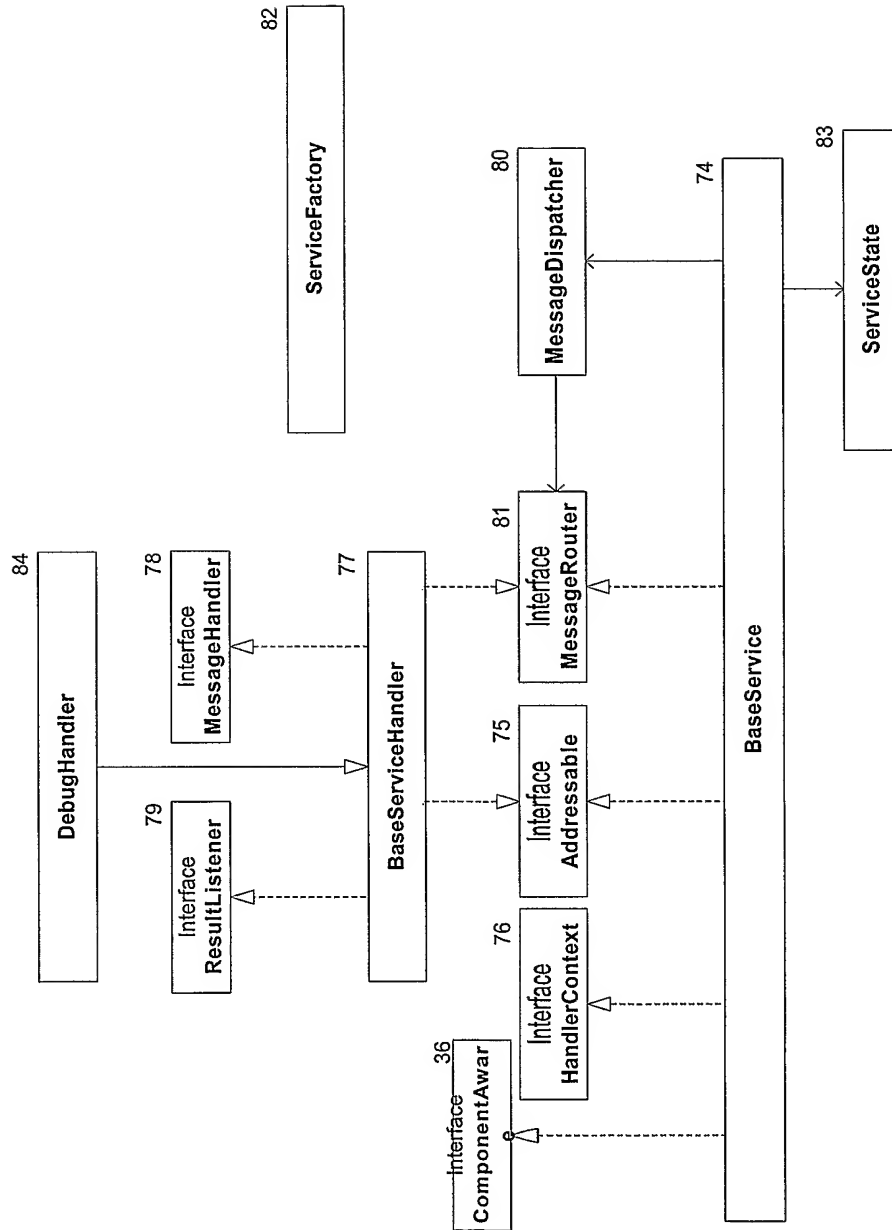 82
ServiceFactory
84
DebugHandler
79
Interface
ResultListener
78
Interface
MessageHandler
77
BaseServiceHandler
36
Interface
ComponentAwar
e
76
Interface
HandlerContext
75
Interface
Addressable
81
Interface
MessageRouter
80
MessageDispatcher
74
BaseService
83
ServiceState